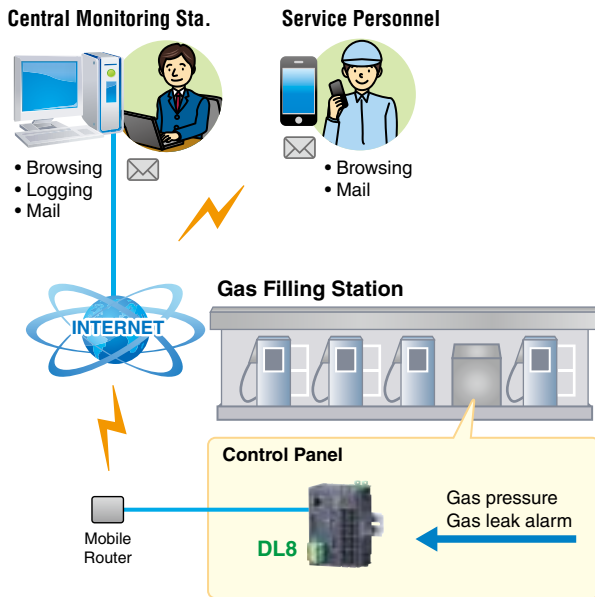 Central Monitoring Sta.
Service Personnel
• Browsing
• Logging
• Mail
• Browsing
• Mail
INTERNET
Gas Filling Station
Control Panel
Mobile
Router
DL8
Gas pressure
Gas leak alarm